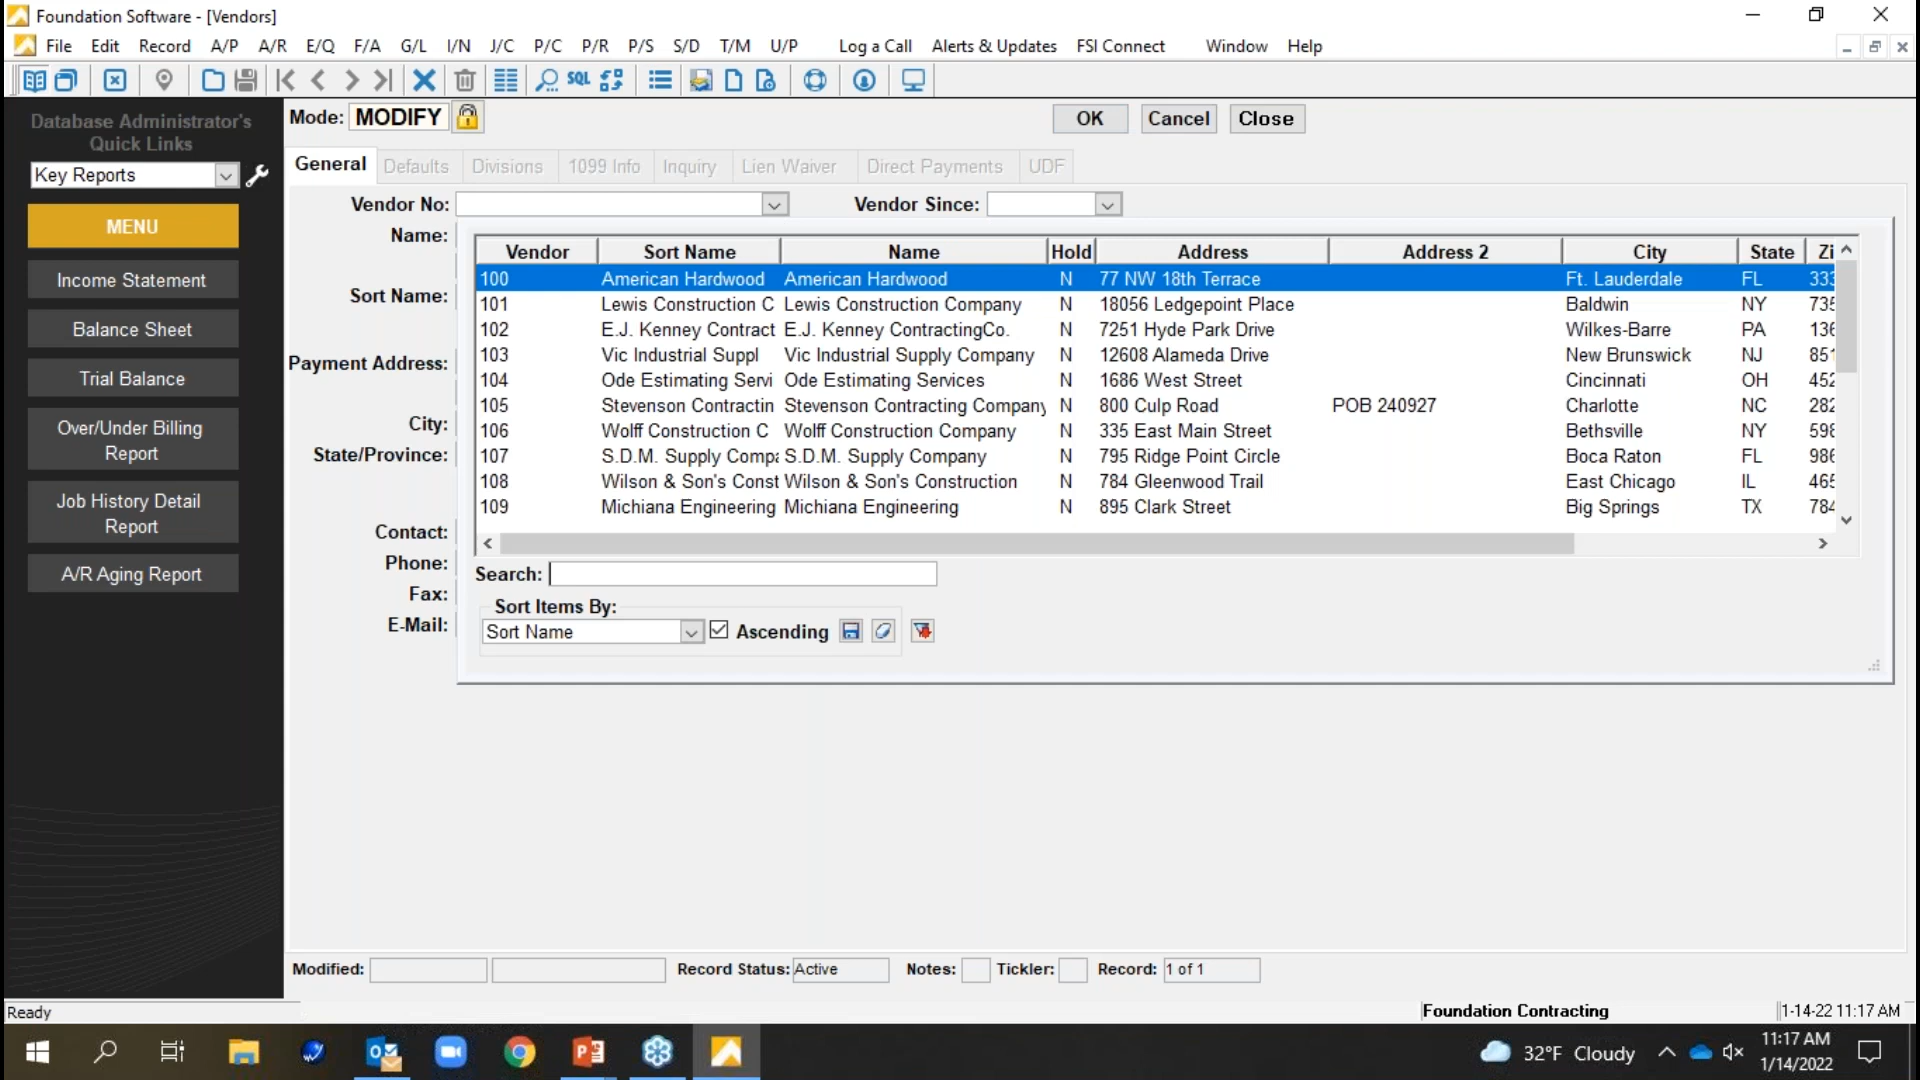 Foundation Software - [Vendors]
File Edit Record A/P A/R E/Q F/A G/L I/N J/C P/C P/R P/S S/D T/M U/P Log a Call Alerts & Updates FSI Connect Window Help
SQL
Database Administrator's
Quick Links
Key Reports
MENU
Income Statement
Balance Sheet
Trial Balance
Over/Under Billing
Report
Job History Detail
Report
A/R Aging Report
Mode: MODIFY
OK Cancel Close
General Defaults Divisions 1099 Info Inquiry Lien Waiver Direct Payments UDF
Vendor No: Vendor Since:
Name:
Sort Name:
Payment Address:
City:
State/Province:
Contact:
Phone:
Fax:
E-Mail:
Vendor Sort Name Name Hold Address Address 2 City State Zi
100 American Hardwood American Hardwood N 77 NW 18th Terrace Ft. Lauderdale FL 333
101 Lewis Construction C Lewis Construction Company N 18056 Ledgepoint Place Baldwin NY 735
102 E.J. Kenney Contract E.J. Kenney ContractingCo. N 7251 Hyde Park Drive Wilkes-Barre PA 136
103 Vic Industrial Suppl Vic Industrial Supply Company N 12608 Alameda Drive New Brunswick NJ 851
104 Ode Estimating Servi Ode Estimating Services N 1686 West Street Cincinnati OH 452
105 Stevenson Contractin Stevenson Contracting Company N 800 Culp Road POB 240927 Charlotte NC 282
106 Wolff Construction C Wolff Construction Company N 335 East Main Street Bethsville NY 598
107 S.D.M. Supply Compa S.D.M. Supply Company N 795 Ridge Point Circle Boca Raton FL 986
108 Wilson & Son's Const Wilson & Son's Construction N 784 Gleenwood Trail East Chicago IL 465
109 Michiana Engineering Michiana Engineering N 895 Clark Street Big Springs TX 784
Search:
Sort Items By:
Sort Name Ascending
Modified: Record Status: Active Notes: Tickler: Record: 1 of 1
Ready Foundation Contracting 1-14-22 11:17 AM
32°F Cloudy
11:17 AM
1/14/2022